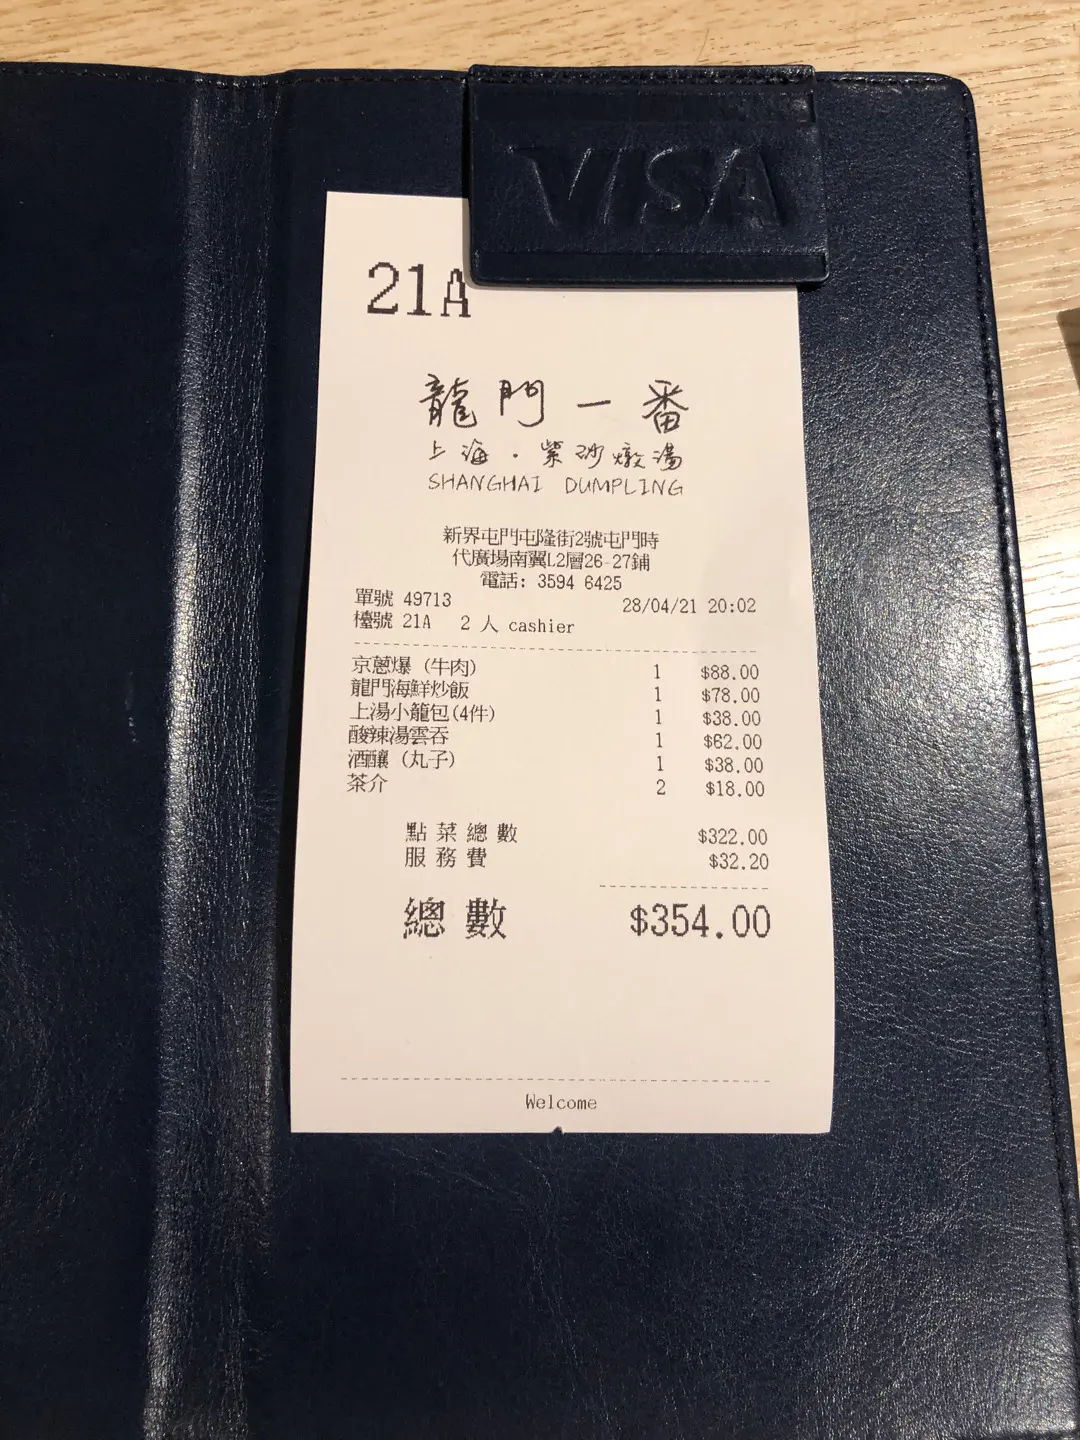 VISA
21A
龍門一番
上海・紫砂燉湯
SHANGHAI DUMPLING
新界屯門屯隆街2號屯門時
代廣場南翼L2層26-27鋪
電話: 3594 6425
單號 49713 28/04/21 20:02
檯號 21A 2 人 cashier
京蔥爆 (牛肉) 1 $88.00
龍門海鮮炒飯 1 $78.00
上湯小籠包(4件) 1 $38.00
酸辣湯雲吞 1 $62.00
酒釀 (丸子) 1 $38.00
茶介 2 $18.00
點菜總數 $322.00
服務費 $32.20
總數 $354.00
Welcome